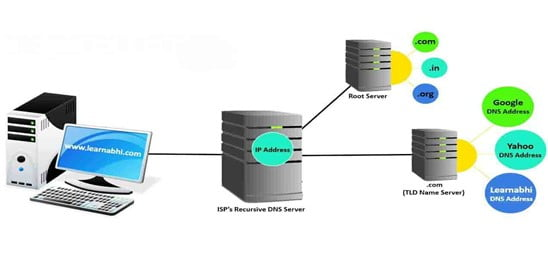 www.learnabhi.com
IP Address
ISP's Recursive DNS Server
.com
.in
.org
Root Server
Google
DNS Address
Yahoo
DNS Address
Learnabhi
DNS Address
.com
(TLD Name Server)